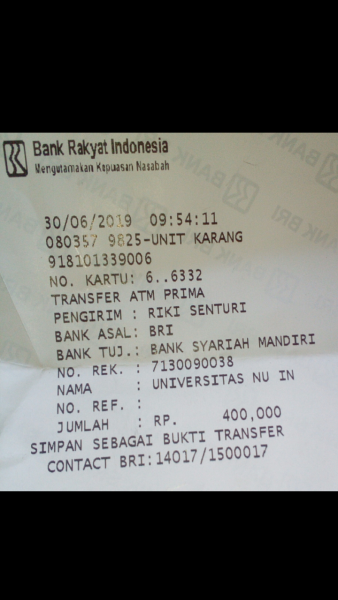 Bank Rakyat Indonesia
Mengutamakan Kepuasan Nasabah
30/06/2019 09:54:11
080357 9825-UNIT KARANG
918101339006
NO. KARTU: 6..6332
TRANSFER ATM PRIMA
PENGIRIM : RIKI SENTURI
BANK ASAL: BRI
BANK TUJ.: BANK SYARIAH MANDIRI
NO. REK. : 7130090038
NAMA : UNIVERSITAS NU IN
NO. REF. :
JUMLAH : RP. 400,000
SIMPAN SEBAGAI BUKTI TRANSFER
CONTACT BRI:14017/1500017